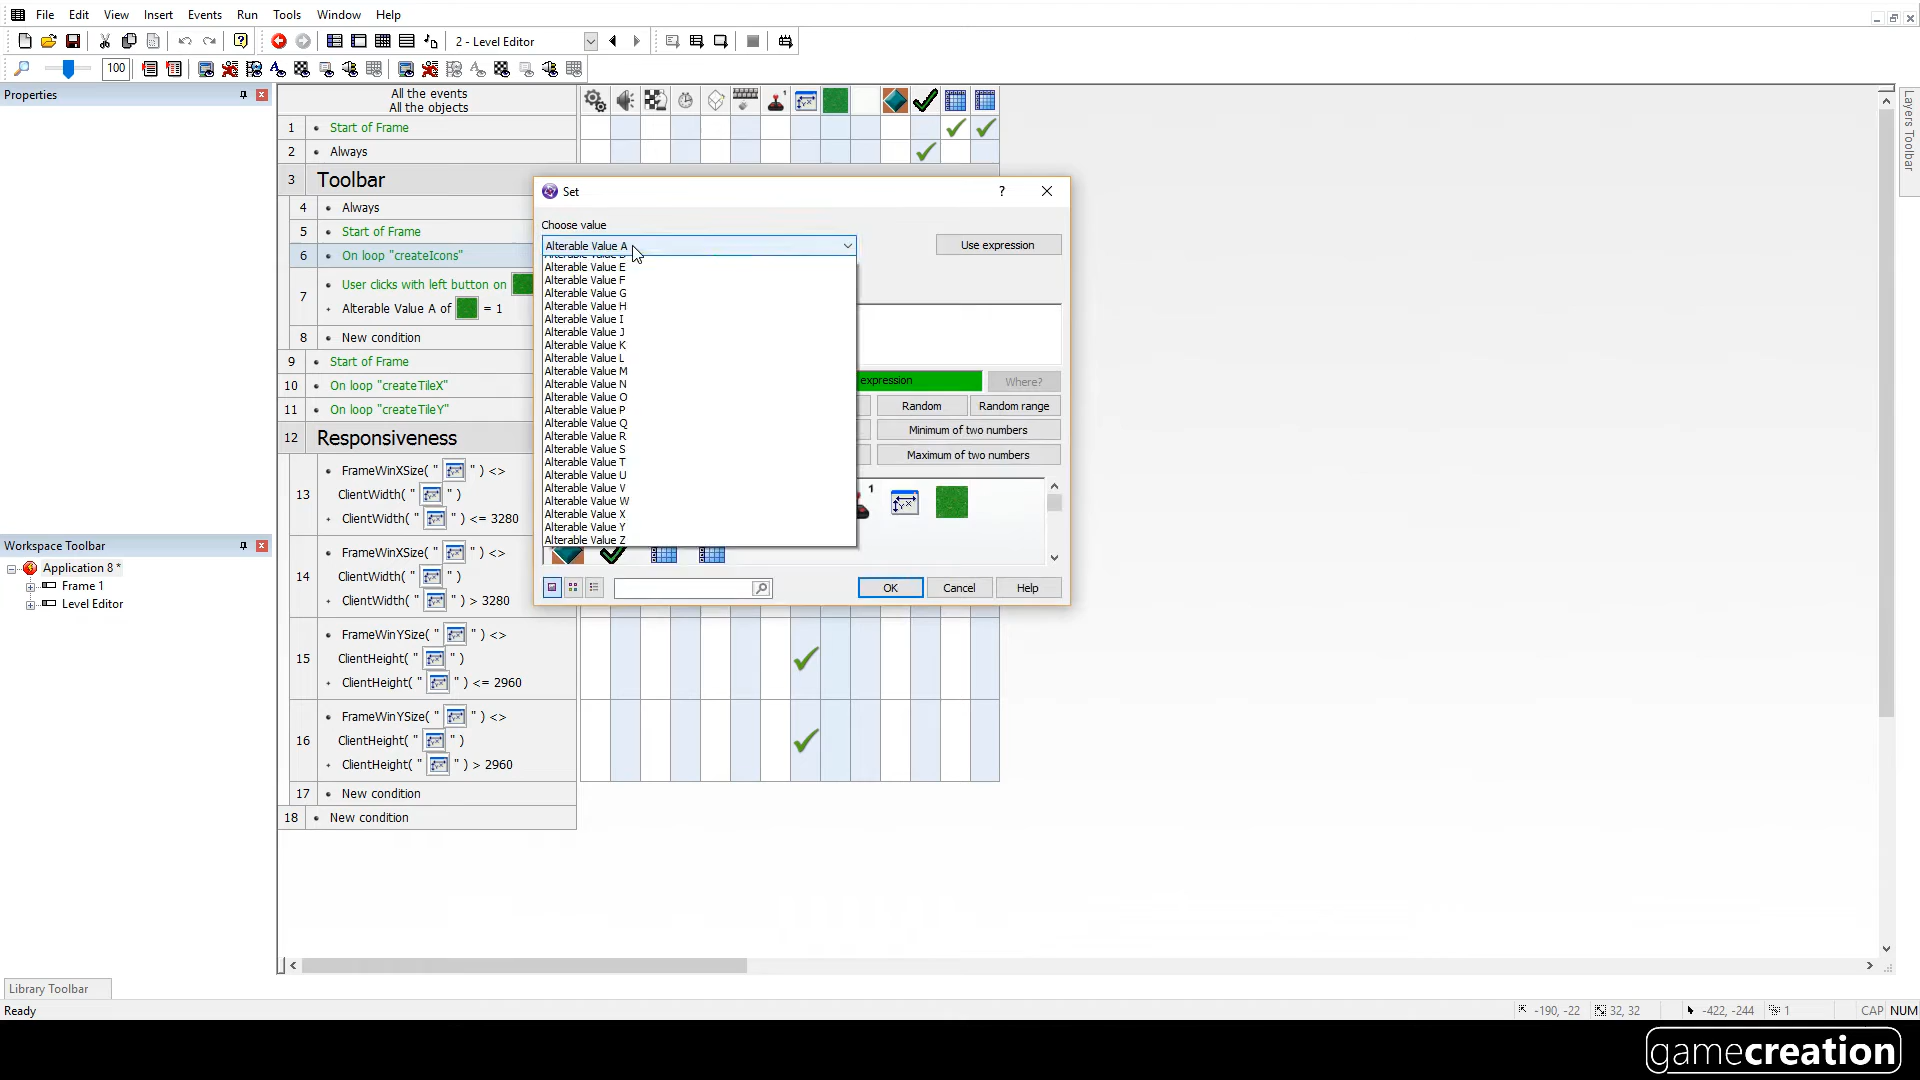 File Edit View Insert Events Run Tools Window Help
2 - Level Editor
100
Properties
All the events
All the objects
1 Start of Frame
2 Always
3 Toolbar
4 Always
5 Start of Frame
6 On loop "createIcons"
7 User clicks with left button on
Alterable Value A of = 1
8 New condition
9 Start of Frame
10 On loop "createTileX"
11 On loop "createTileY"
12 Responsiveness
13 FrameWinXSize( " " ) <>
ClientWidth( " " )
ClientWidth( " " ) <= 3280
14 FrameWinXSize( " " ) <>
ClientWidth( " " )
ClientWidth( " " ) > 3280
15 FrameWinYSize( " " ) <>
ClientHeight( " " )
ClientHeight( " " ) <= 2960
16 FrameWinYSize( " " ) <>
ClientHeight( " " )
ClientHeight( " " ) > 2960
17 New condition
18 New condition
Set
?
Choose value
Alterable Value A
Use expression
Alterable Value E
Alterable Value F
Alterable Value G
Alterable Value H
Alterable Value I
Alterable Value J
Alterable Value K
Alterable Value L
Alterable Value M
Alterable Value N
Alterable Value O
Alterable Value P
Alterable Value Q
Alterable Value R
Alterable Value S
Alterable Value T
Alterable Value U
Alterable Value V
Alterable Value W
Alterable Value X
Alterable Value Y
Alterable Value Z
expression
Where?
Random
Random range
Minimum of two numbers
Maximum of two numbers
1
OK
Cancel
Help
Layers Toolbar
Workspace Toolbar
Application 8 *
Frame 1
Level Editor
Library Toolbar
Ready
-190, -22
32, 32
-422, -244
1
CAP NUM
gamecreation